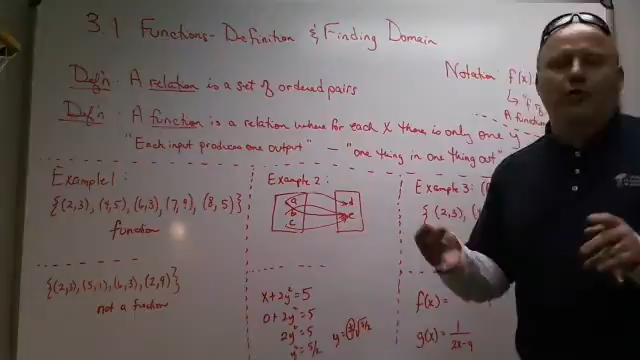 3.1 Functions - Definition & Finding Domain
Notation: f(x)
Def'n: A relation is a set of ordered pairs
Def'n: A function is a relation where for each x there is only one y
A function
"Each input produces one output" - "one thing in one thing out"
Example 1:
{(2,3), (4,5), (6,3), (7,9), (8,5)}
function
{(2,3), (5,1), (6,3), (2,9)}
not a function
Example 2:
a
b
c
d
e
x+2y²=5
0+2y²=5
2y²=5
y²=5/2
y=±√5/2
Example 3:
{(2,3), (4,
f(x)=
g(x)=1/(2x-9)